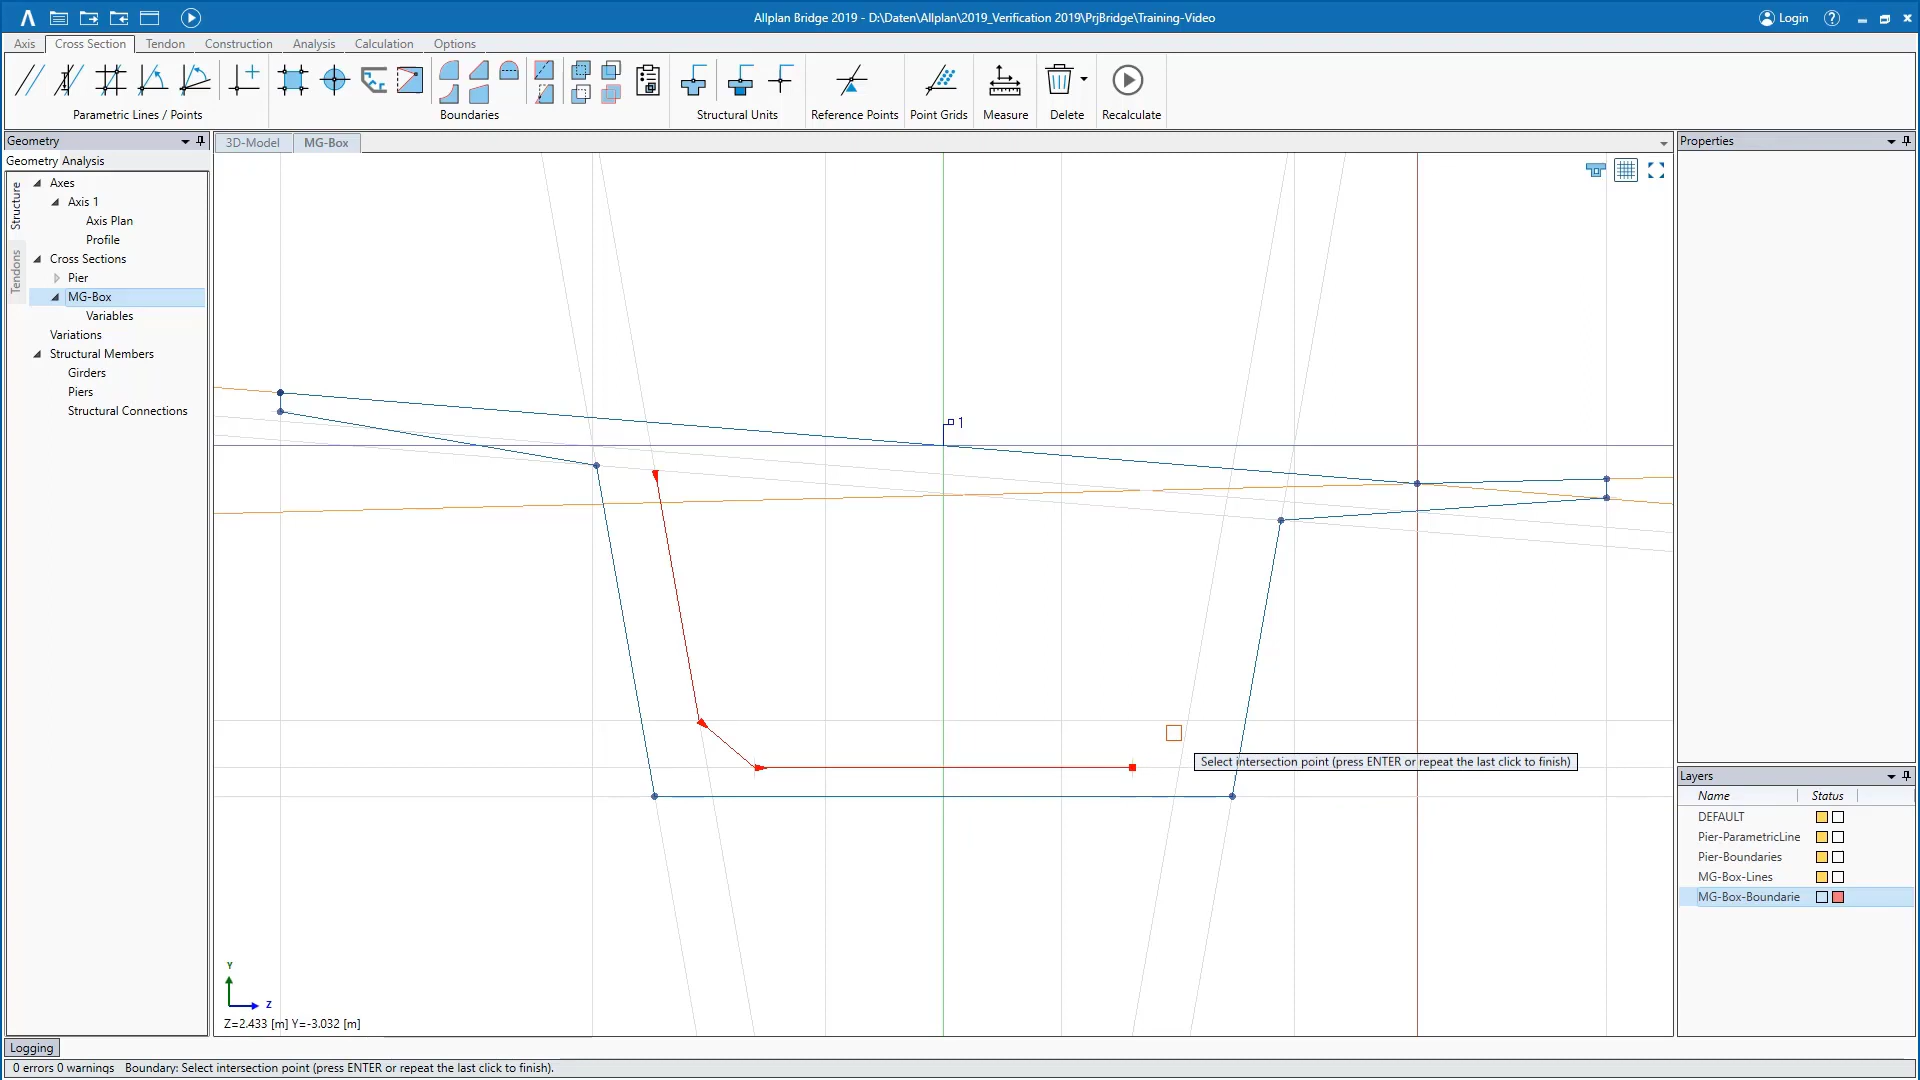 Allplan Bridge 2019 - D:\Daten\Allplan\2019_Verification 2019\PrjBridge\Training-Video
Login
Axis
Cross Section
Tendon
Construction
Analysis
Calculation
Options
Parametric Lines / Points
Boundaries
Structural Units
Reference Points
Point Grids
Measure
Delete
Recalculate
Geometry
Geometry Analysis
Structure
Tendons
Axes
Axis 1
Axis Plan
Profile
Cross Sections
Pier
MG-Box
Variables
Variations
Structural Members
Girders
Piers
Structural Connections
3D-Model
MG-Box
1
Select intersection point (press ENTER or repeat the last click to finish)
Y
Z
Z=2.433 [m] Y=-3.032 [m]
Properties
Layers
Name Status
DEFAULT
Pier-ParametricLine
Pier-Boundaries
MG-Box-Lines
MG-Box-Boundarie
Logging
0 errors 0 warnings Boundary: Select intersection point (press ENTER or repeat the last click to finish).